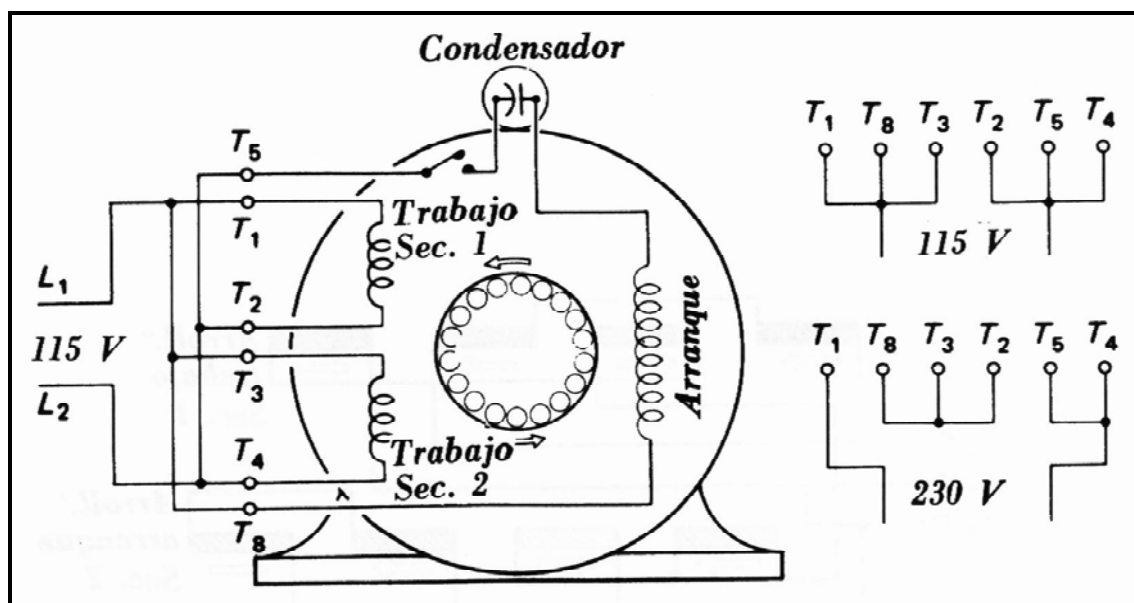 Condensador
T5
T1
Trabajo
Sec. 1
L1
T2
115 V
T3
L2
T4
Trabajo
Sec. 2
T8
Arranque
T1 T8 T3 T2 T5 T4
115 V
T1 T8 T3 T2 T5 T4
230 V